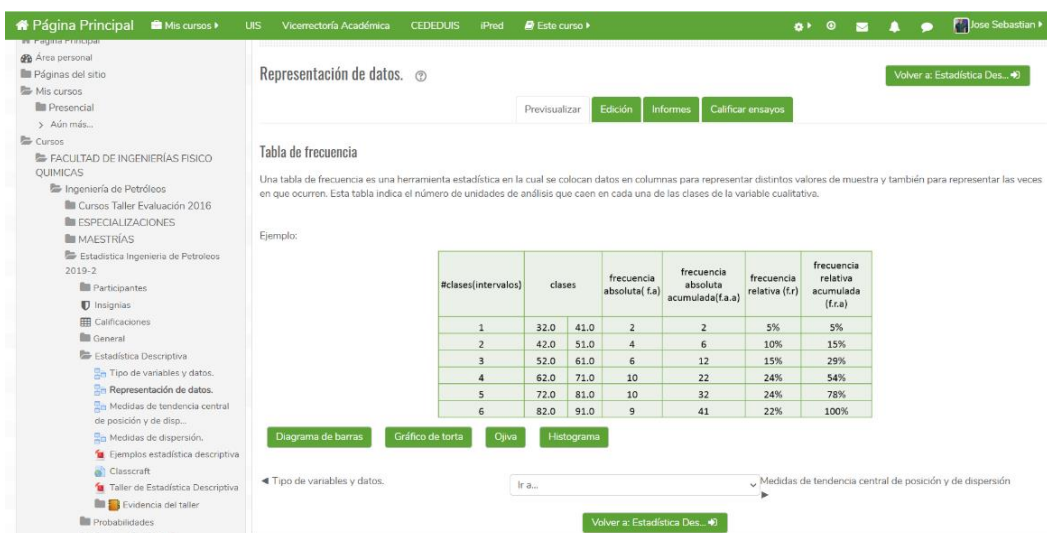 Página Principal Mis cursos UIS Vicerrectoría Académica CEDEDUIS iPred Este curso Jose Sebastian
Página Principal
Área personal
Páginas del sitio
Mis cursos
Presencial
Aún más...
Cursos
FACULTAD DE INGENIERÍAS FISICO
QUIMICAS
Ingeniería de Petróleos
Cursos Taller Evaluación 2016
ESPECIALIZACIONES
MAESTRÍAS
Estadistica Ingenieria de Petroleos
2019-2
Participantes
Insignias
Calificaciones
General
Estadística Descriptiva
Tipo de variables y datos.
Representación de datos.
Medidas de tendencia central
de posición y de disp...
Medidas de dispersión.
Ejemplos estadística descriptiva
Classcraft
Taller de Estadística Descriptiva
Evidencia del taller
Probabilidades
Representación de datos.
Volver a: Estadística Des...
Previsualizar Edición Informes Calificar ensayos
Tabla de frecuencia
Una tabla de frecuencia es una herramienta estadística en la cual se colocan datos en columnas para representar distintos valores de muestra y también para representar las veces
en que ocurren. Esta tabla indica el número de unidades de análisis que caen en cada una de las clases de la variable cualitativa.
Ejemplo:
#clases(intervalos) clases frecuencia absoluta( f.a) frecuencia absoluta acumulada(f.a.a) frecuencia relativa (f.r) frecuencia relativa acumulada (f.r.a)
1 32.0 41.0 2 2 5% 5%
2 42.0 51.0 4 6 10% 15%
3 52.0 61.0 6 12 15% 29%
4 62.0 71.0 10 22 24% 54%
5 72.0 81.0 10 32 24% 78%
6 82.0 91.0 9 41 22% 100%
Diagrama de barras Gráfico de torta Ojiva Histograma
◄ Tipo de variables y datos.
Ir a...
Medidas de tendencia central de posición y de dispersión
►
Volver a: Estadística Des...